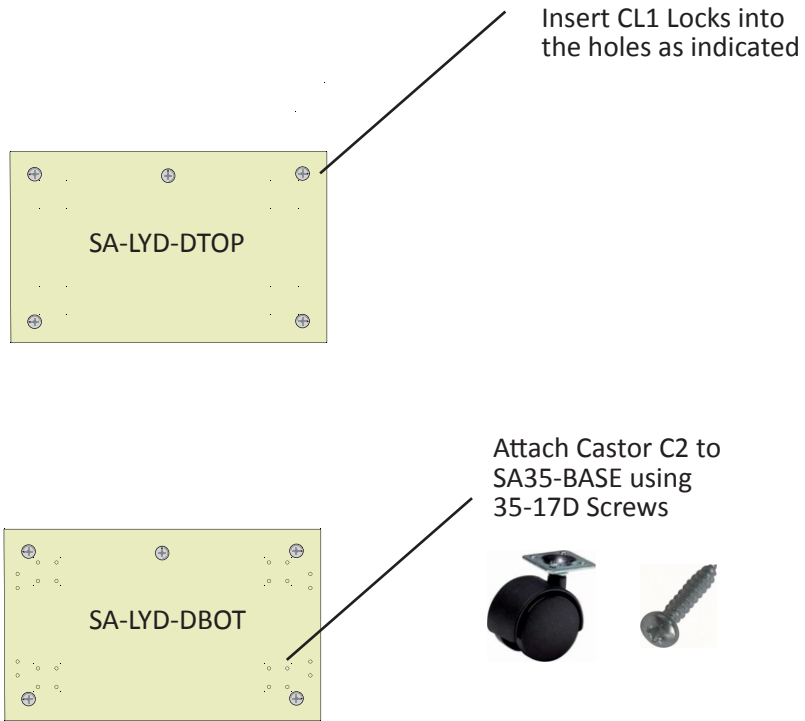 Insert CL1 Locks into
the holes as indicated
SA-LYD-DTOP
Attach Castor C2 to
SA35-BASE using
35-17D Screws
SA-LYD-DBOT